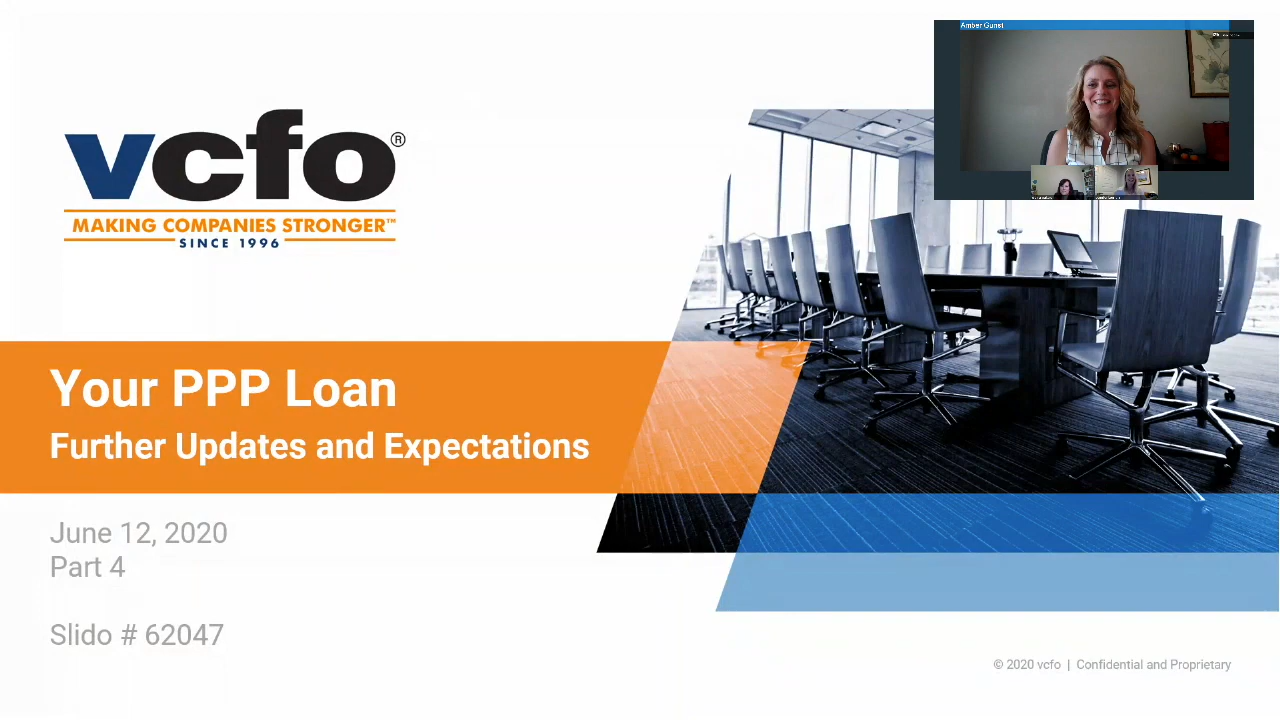 Amber Gunst
vcfo®
MAKING COMPANIES STRONGER™
SINCE 1996
Your PPP Loan
Further Updates and Expectations
June 12, 2020
Part 4
Slido # 62047
© 2020 vcfo | Confidential and Proprietary